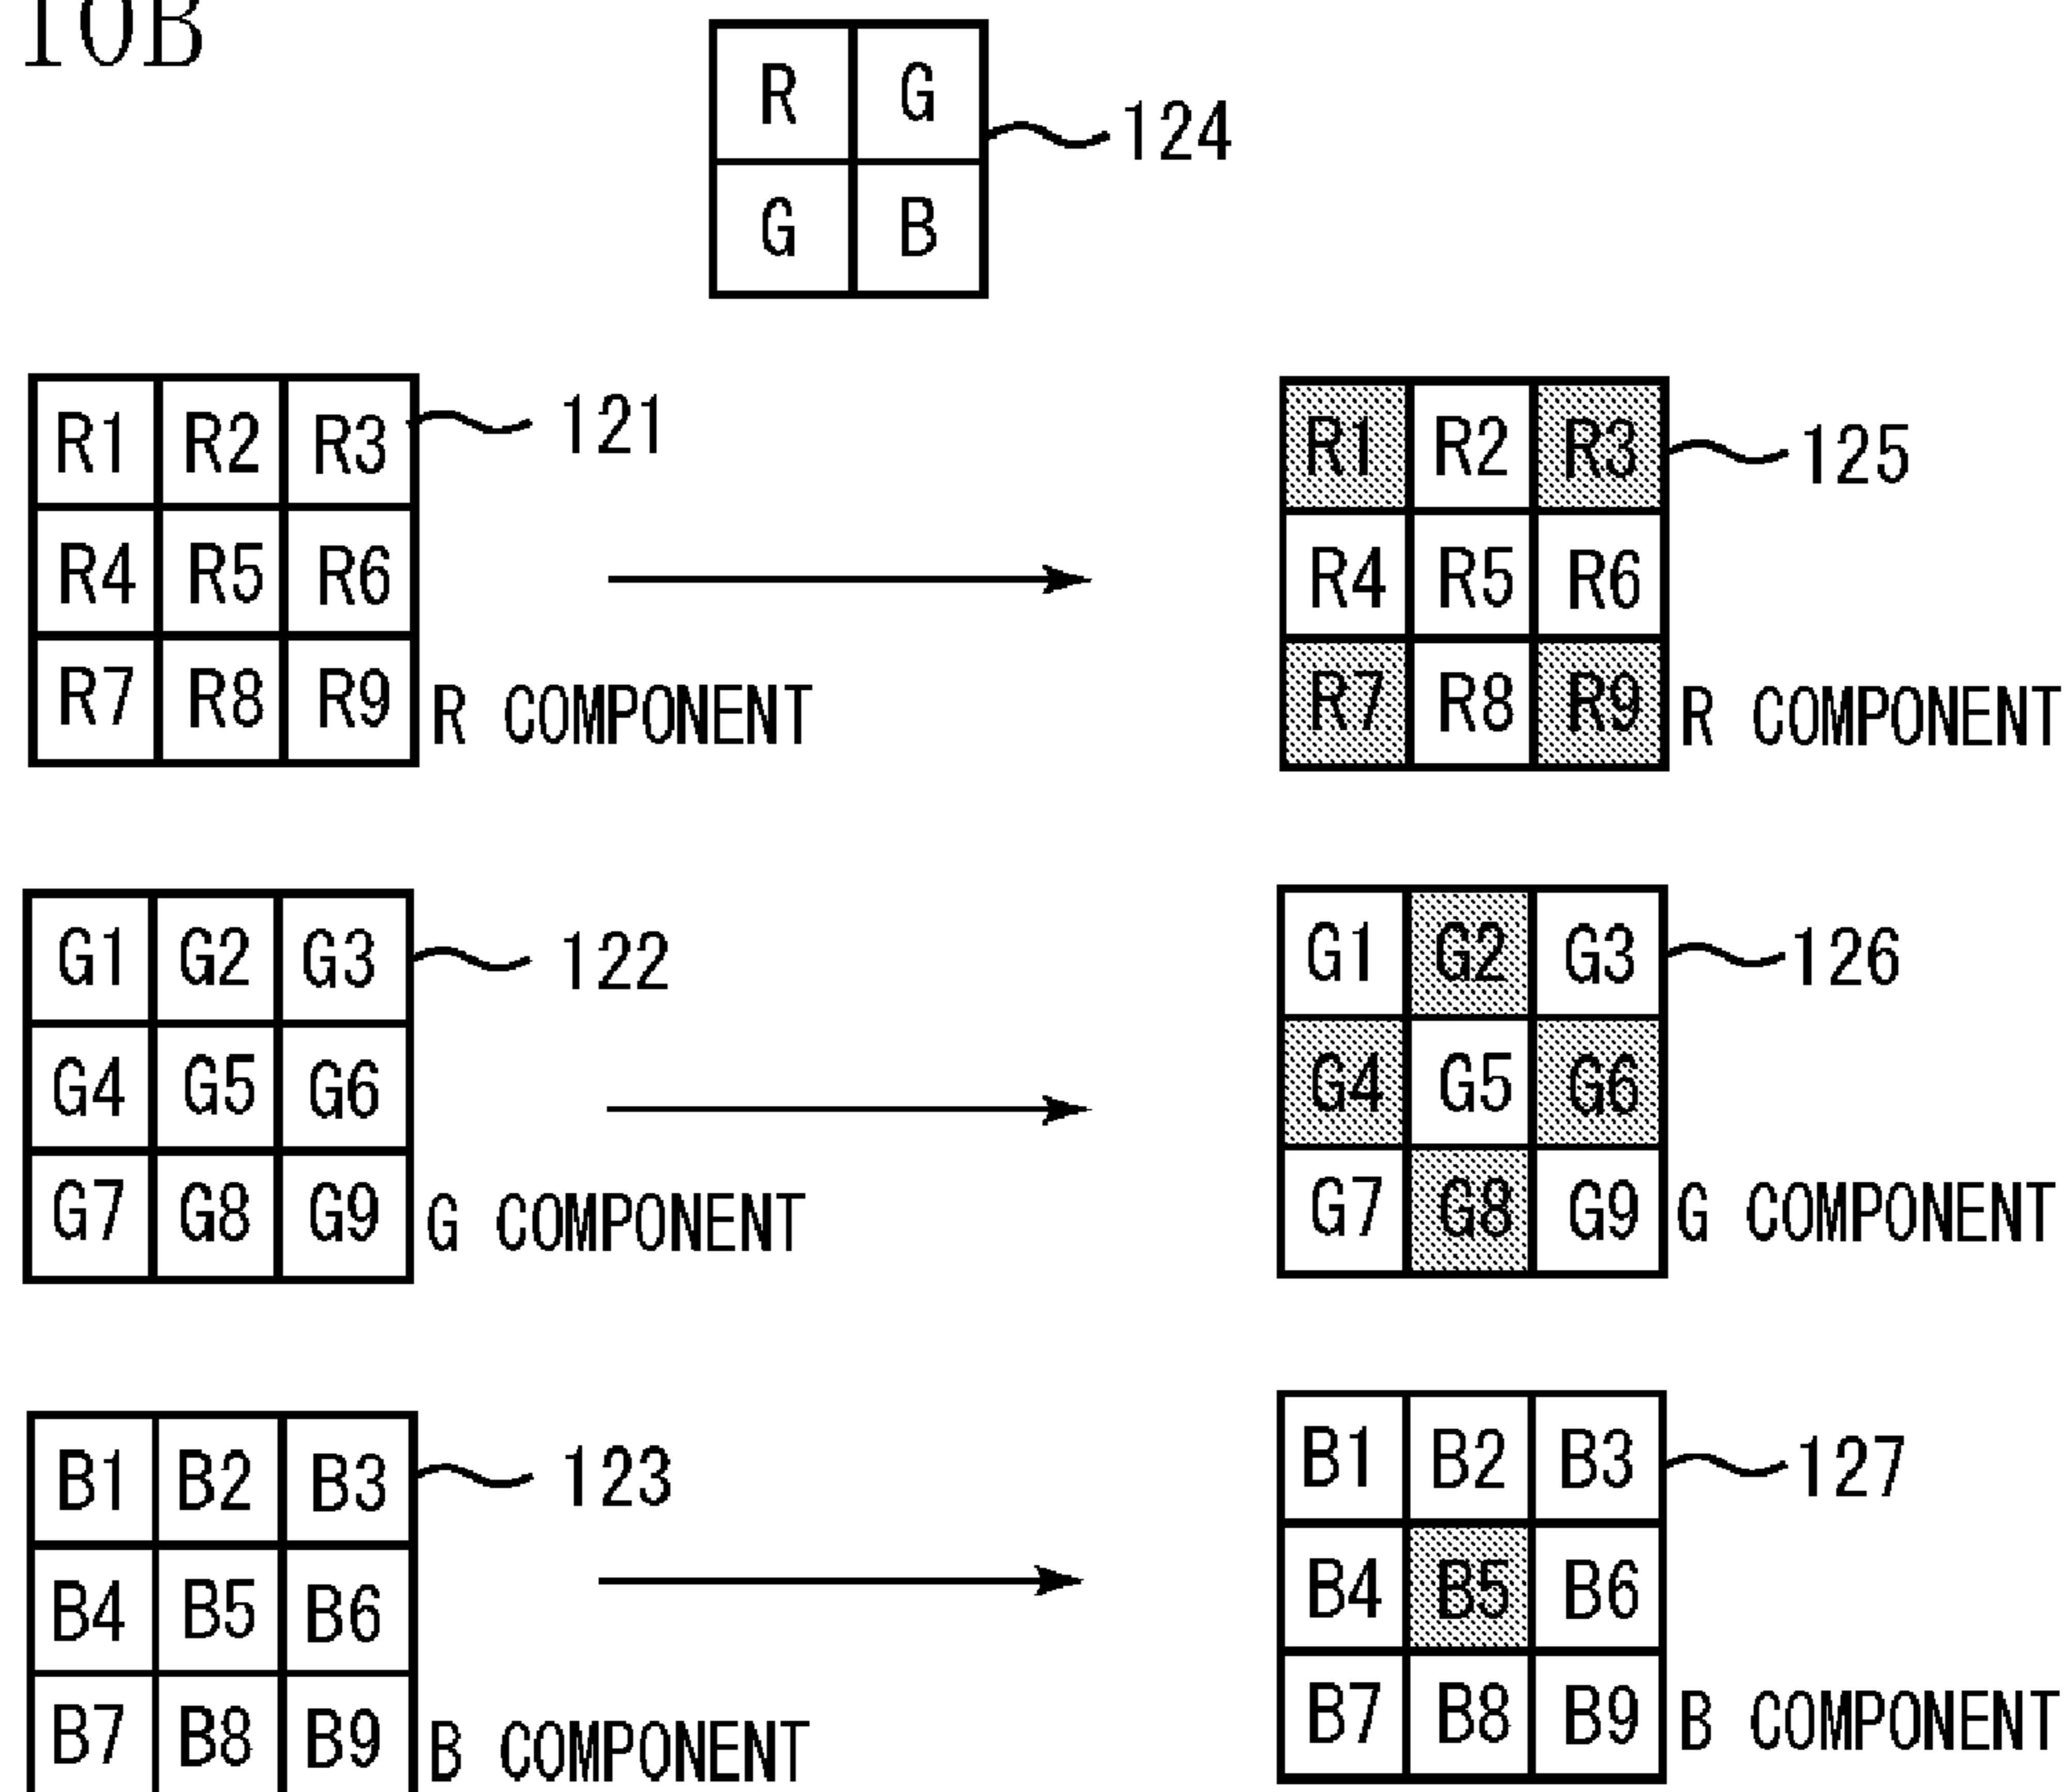 10B
R G
124
G B
R1 R2 R3
121
R4 R5 R6
R7 R8 R9
R COMPONENT
R1 R2 R3
125
R4 R5 R6
R7 R8 R9
R COMPONENT
G1 G2 G3
122
G4 G5 G6
G7 G8 G9
G COMPONENT
G1 G2 G3
126
G4 G5 G6
G7 G8 G9
G COMPONENT
B1 B2 B3
123
B4 B5 B6
B7 B8 B9
B COMPONENT
B1 B2 B3
127
B4 B5 B6
B7 B8 B9
B COMPONENT